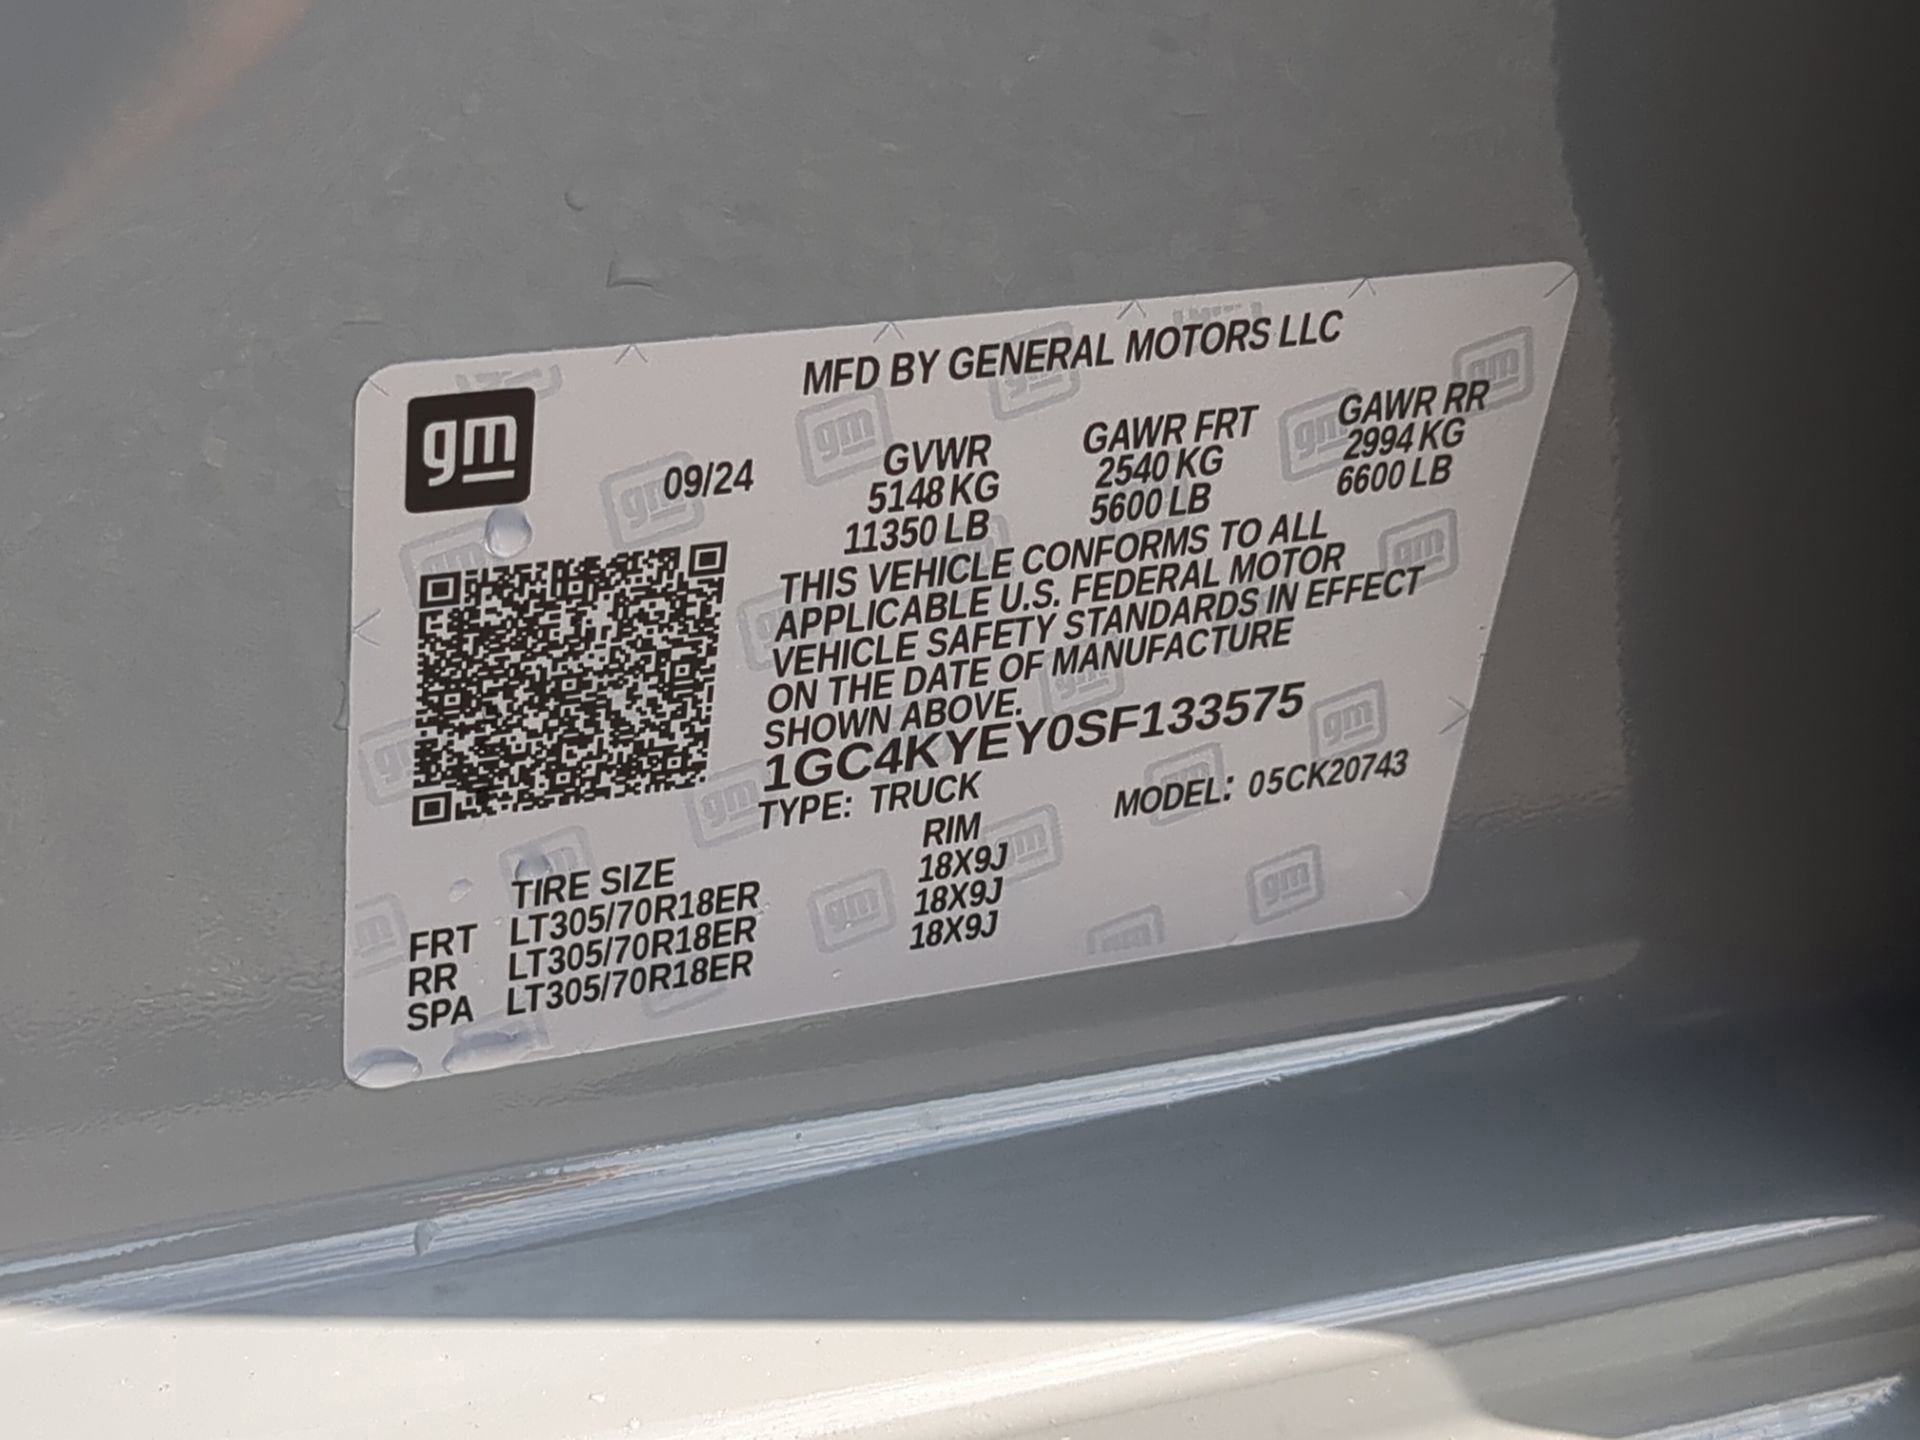 MFD BY GENERAL MOTORS LLC
gm
09/24
GVWR GAWR FRT GAWR RR
5148 KG 2540 KG 2994 KG
11350 LB 5600 LB 6600 LB
THIS VEHICLE CONFORMS TO ALL
APPLICABLE U.S. FEDERAL MOTOR
VEHICLE SAFETY STANDARDS IN EFFECT
ON THE DATE OF MANUFACTURE
SHOWN ABOVE.
1GC4KYEY0SF133575
TYPE: TRUCK MODEL: 05CK20743
TIRE SIZE RIM
FRT LT305/70R18ER 18X9J
RR LT305/70R18ER 18X9J
SPA LT305/70R18ER 18X9J